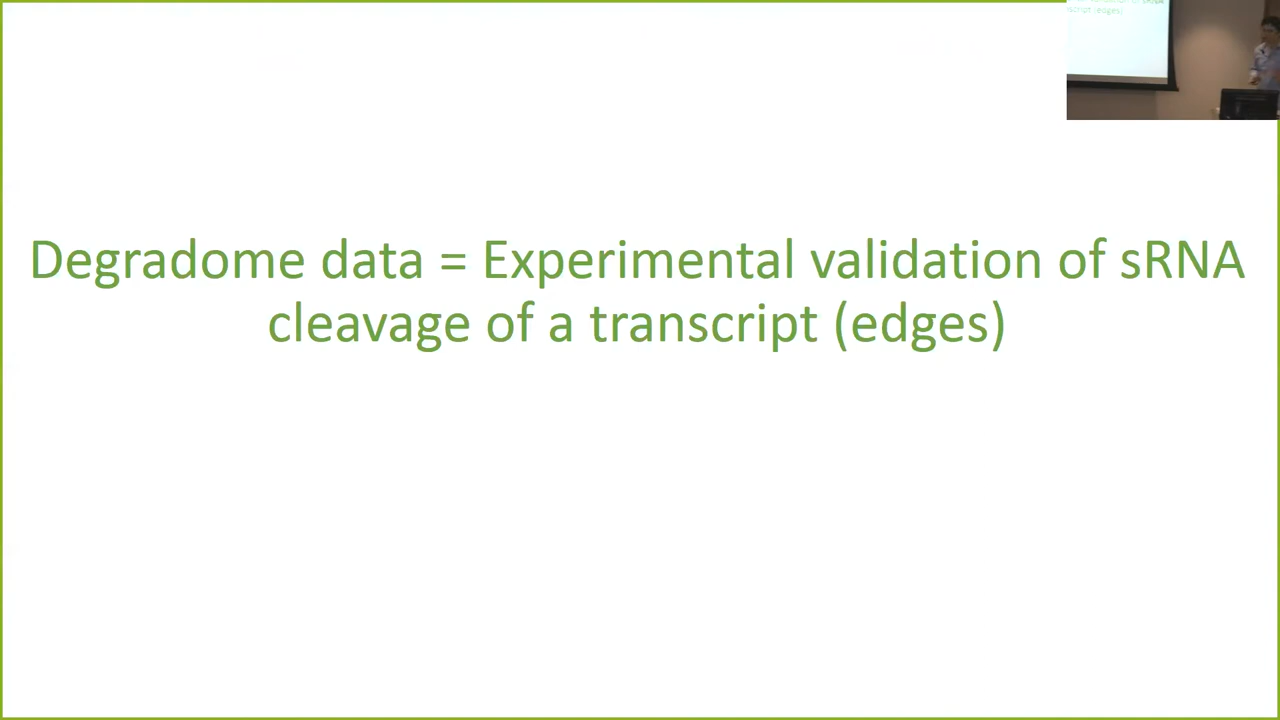 Degradome data = Experimental validation of sRNA
cleavage of a transcript (edges)